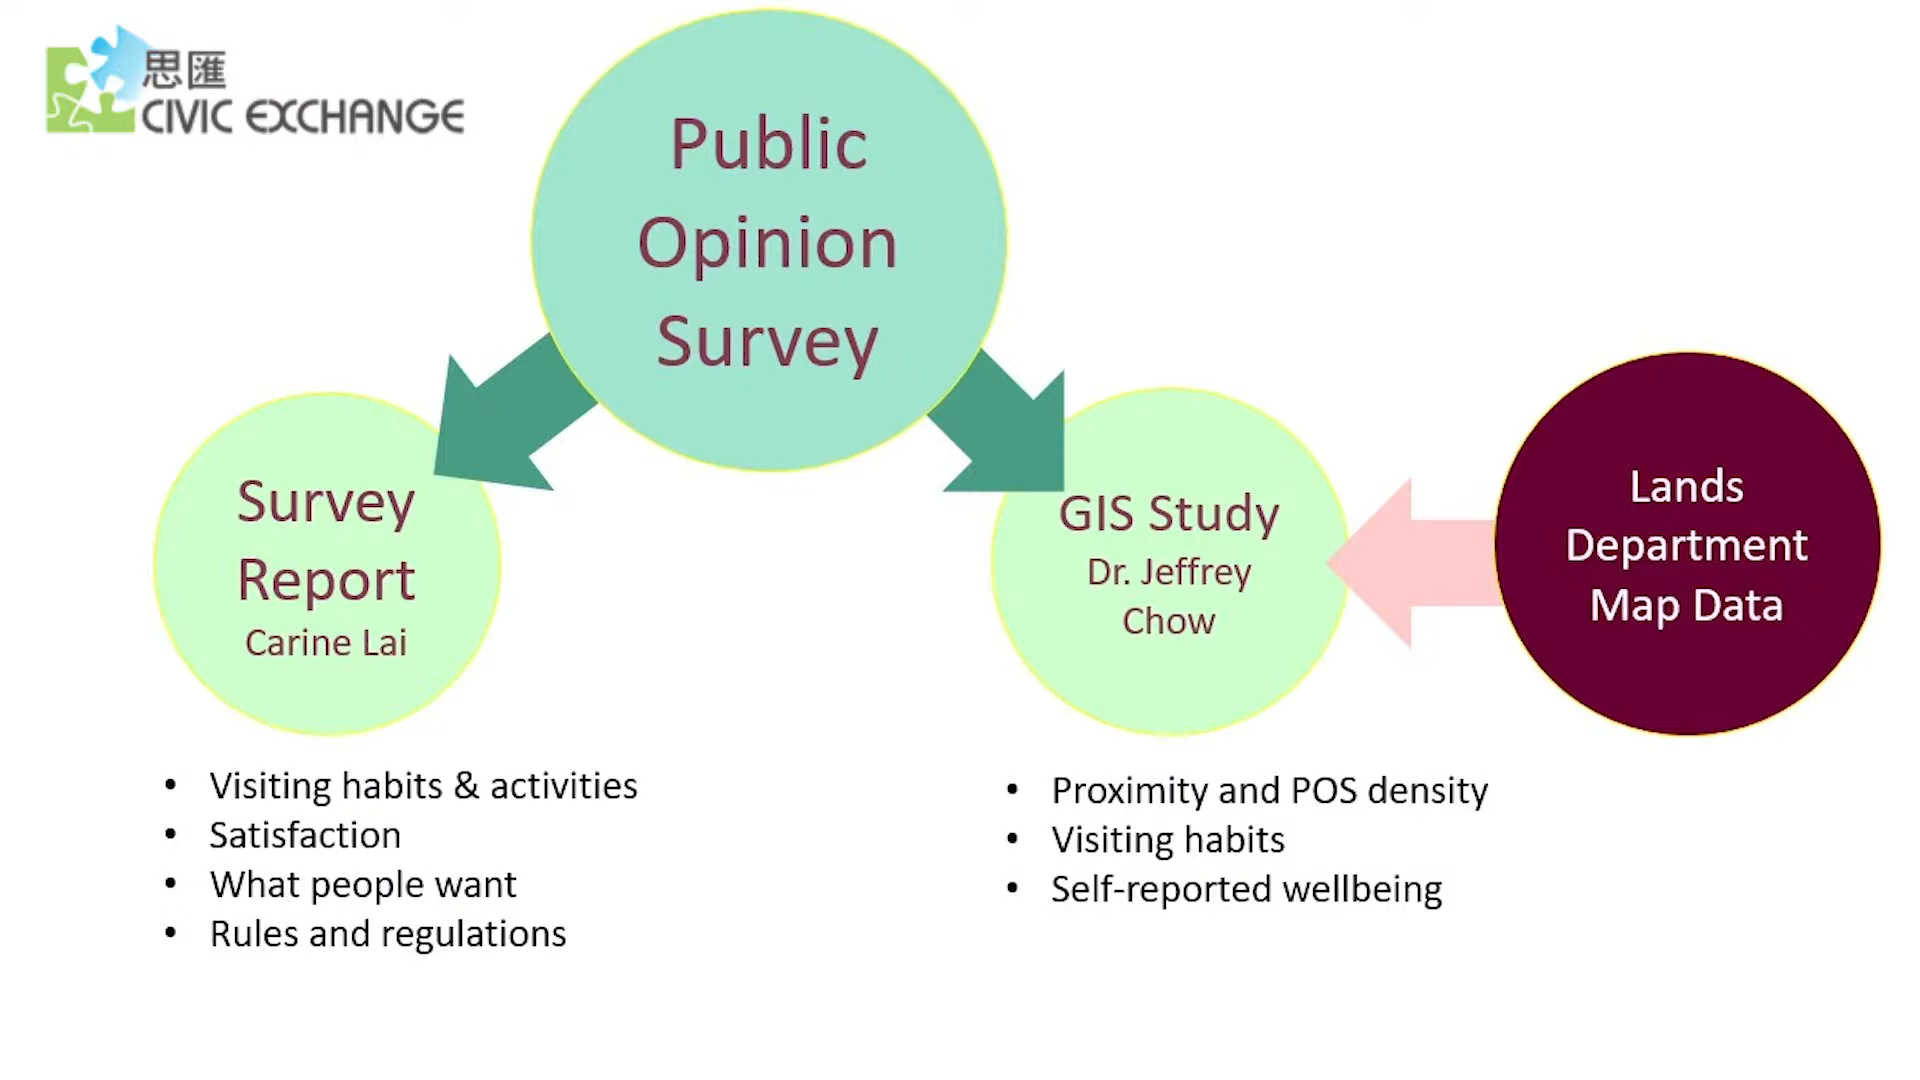 思匯
CIVIC EXCHANGE
Public
Opinion
Survey
Survey
Report
Carine Lai
GIS Study
Dr. Jeffrey
Chow
Lands
Department
Map Data
• Visiting habits & activities
• Satisfaction
• What people want
• Rules and regulations
• Proximity and POS density
• Visiting habits
• Self-reported wellbeing